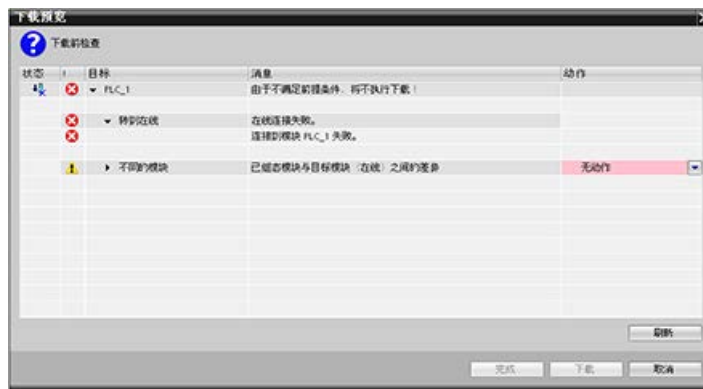 下载预览
下载前检查
状态 ! 目标 消息 动作
PLC_1 由于不满足前提条件，将不执行下载！
转到在线 在线连接失败。
连接到模块 PLC_1 失败。
不同的模块 已组态模块与目标模块（在线）之间的差异 无动作
刷新
完成 下载 取消